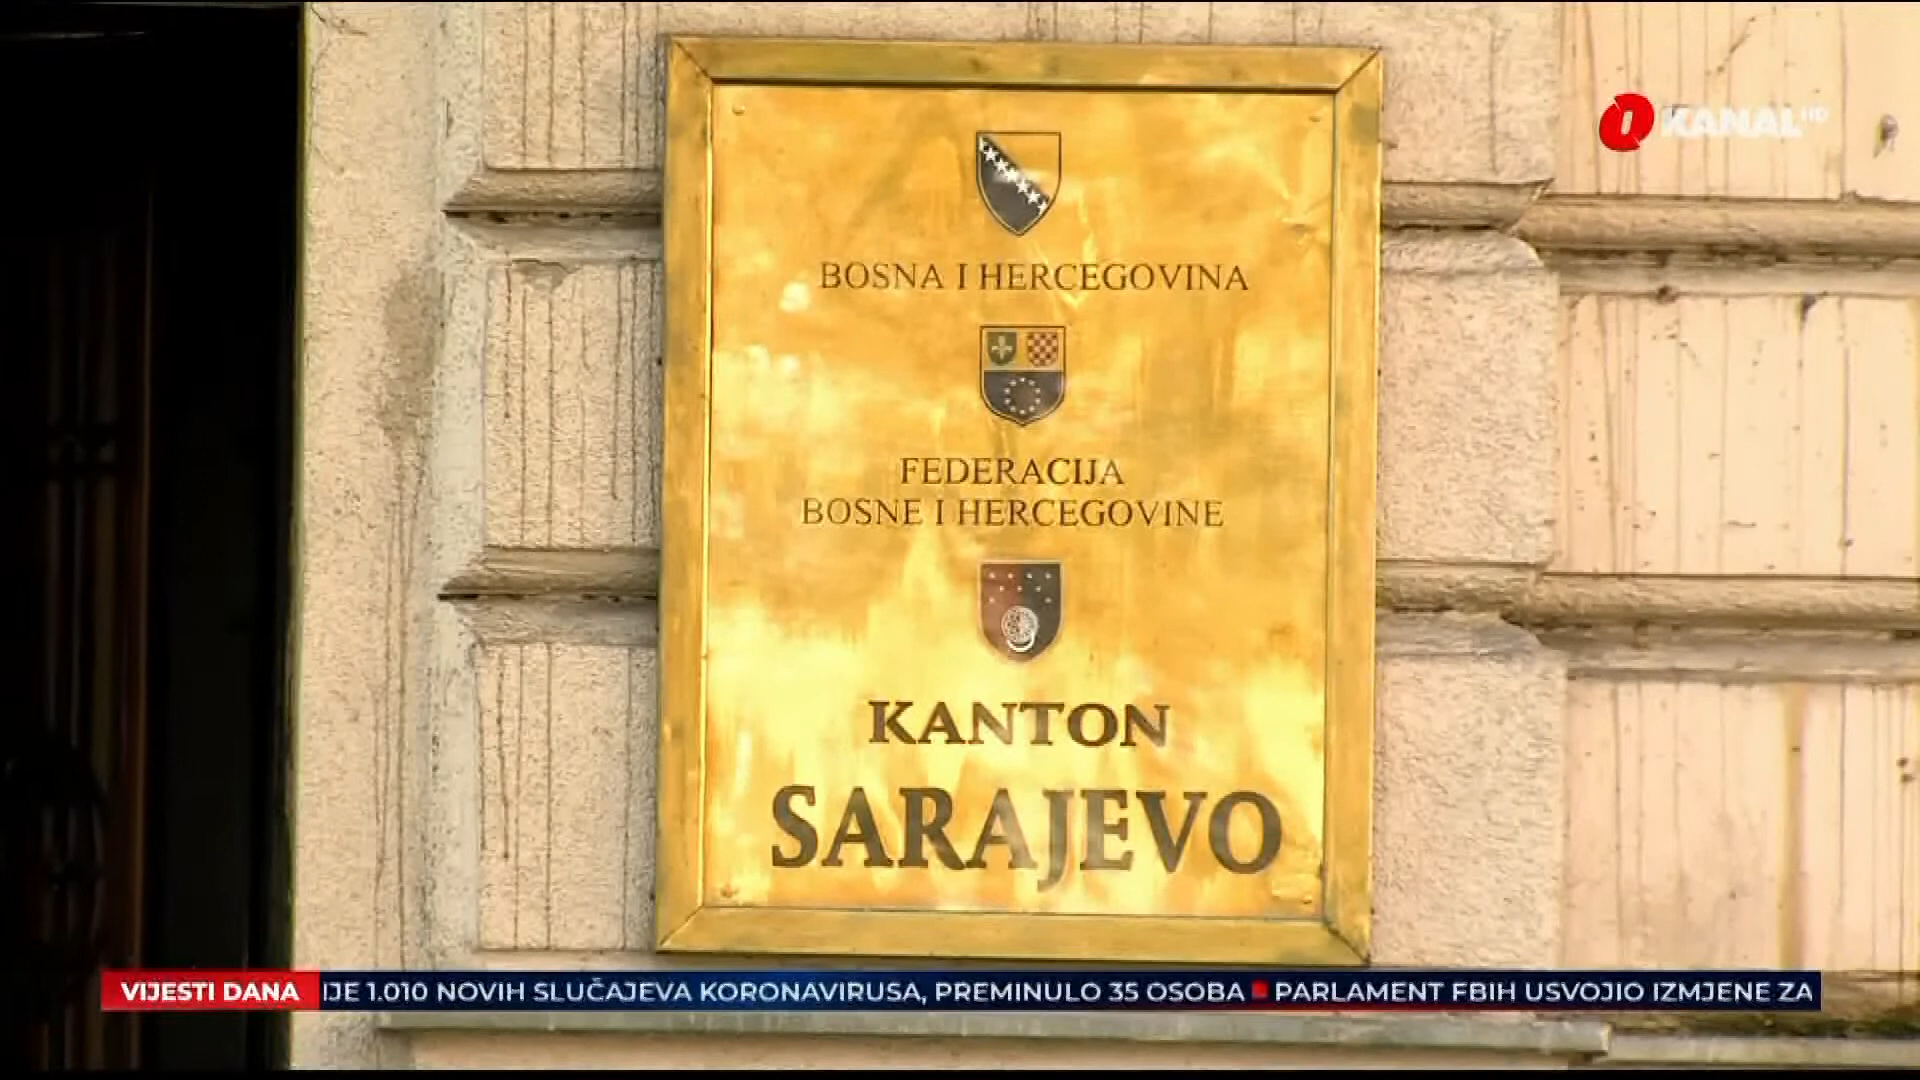 O KANAL HD
BOSNA I HERCEGOVINA
FEDERACIJA
BOSNE I HERCEGOVINE
KANTON
SARAJEVO
VIJESTI DANA IJE 1.010 NOVIH SLUČAJEVA KORONAVIRUSA, PREMINULO 35 OSOBA PARLAMENT FBIH USVOJIO IZMJENE ZA